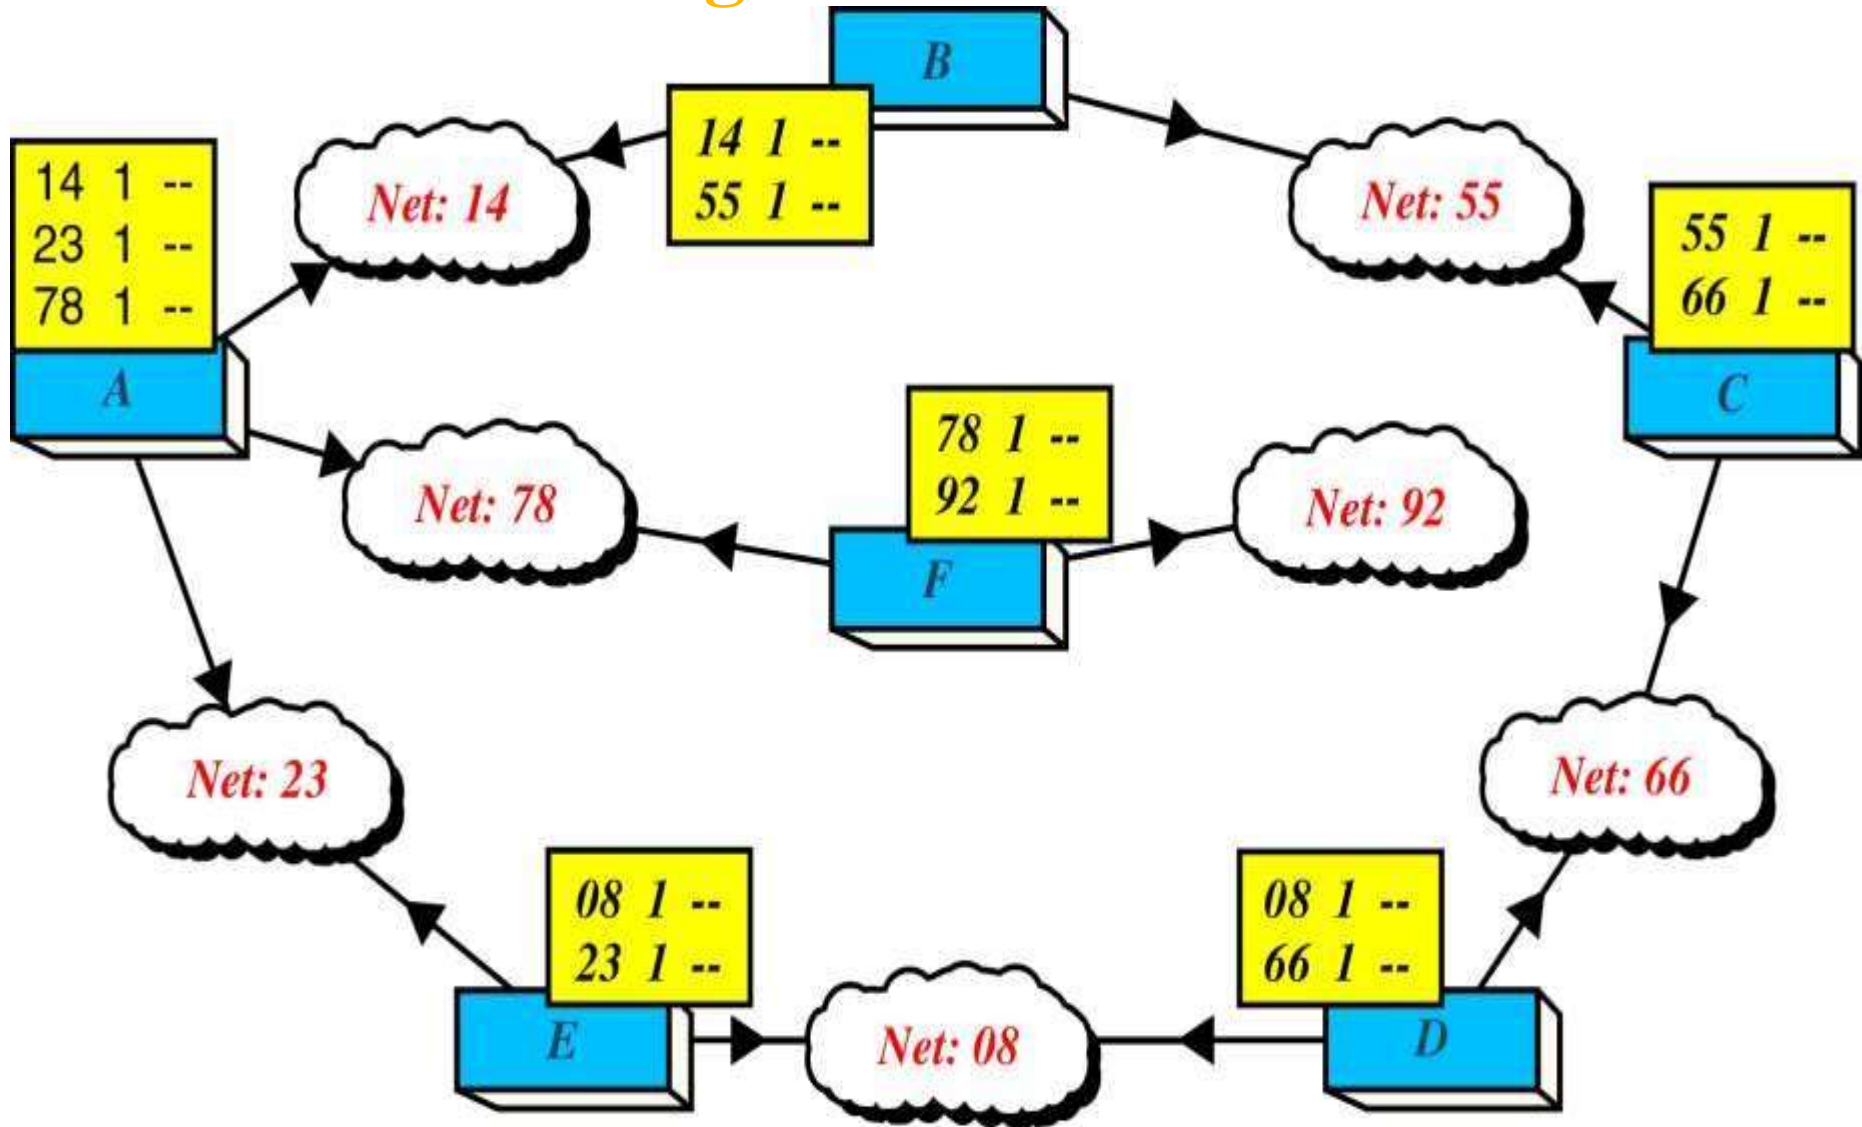 B
14 1 --
55 1 --
14 1 --
23 1 --
78 1 --
A
Net: 14
Net: 55
55 1 --
66 1 --
C
Net: 78
78 1 --
92 1 --
F
Net: 92
Net: 23
Net: 66
08 1 --
23 1 --
E
Net: 08
08 1 --
66 1 --
D